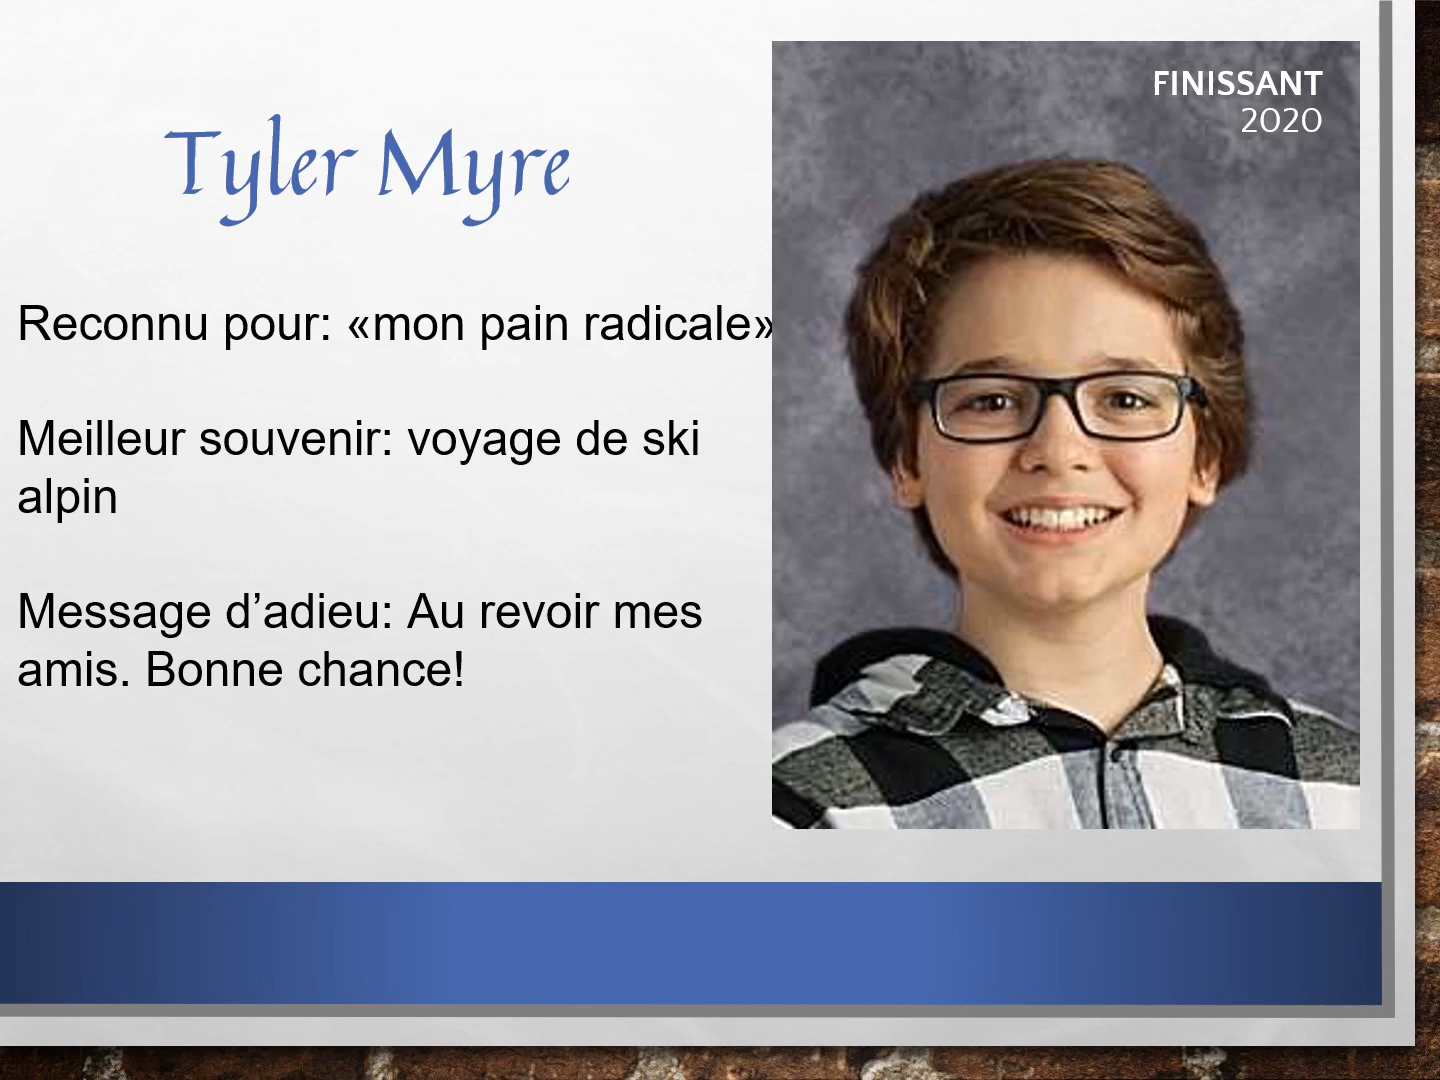 Tyler Myre
Reconnu pour: «mon pain radicale»
Meilleur souvenir: voyage de ski
alpin
Message d’adieu: Au revoir mes
amis. Bonne chance!
FINISSANT
2020